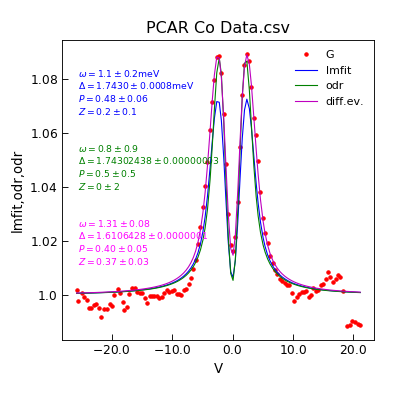 PCAR Co Data.csv
lmfit,odr,odr
1.08
1.06
1.04
1.02
1.0
ω = 1.1 ± 0.2meV
Δ = 1.7430 ± 0.0008meV
P = 0.48 ± 0.06
Z = 0.2 ± 0.1
ω = 0.8 ± 0.9
Δ = 1.74302438 ± 0.00000003
P = 0.5 ± 0.5
Z = 0 ± 2
ω = 1.31 ± 0.08
Δ = 1.6106428 ± 0.0000001
P = 0.40 ± 0.05
Z = 0.37 ± 0.03
G
lmfit
odr
diff.ev.
−20.0 −10.0 0.0 10.0 20.0
V